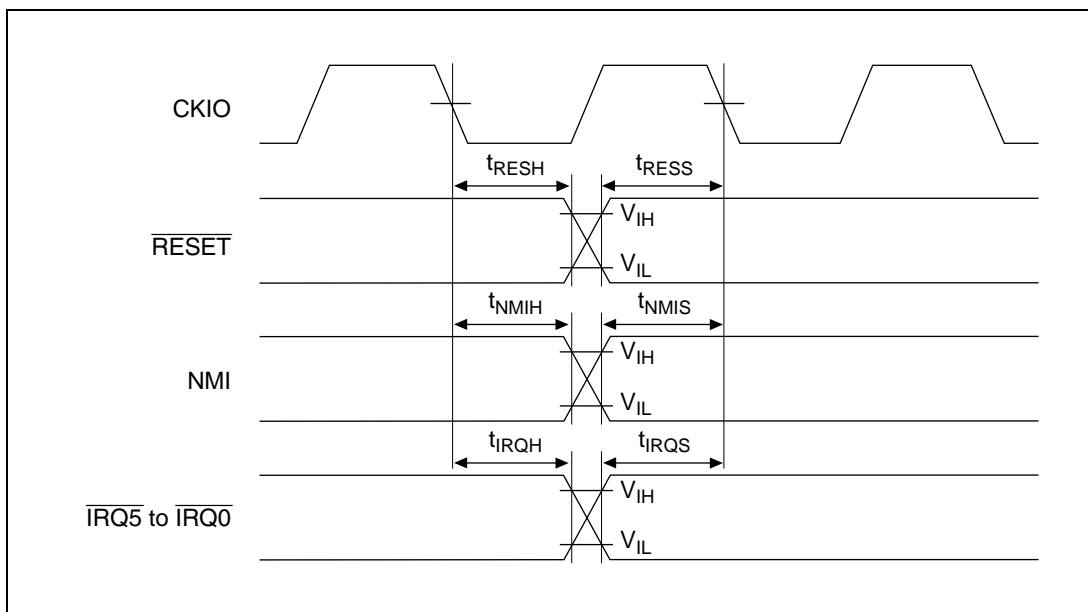 CKIO
tRESH tRESS
RESET
VIH
VIL
tNMIH tNMIS
NMI
VIH
VIL
tIRQH tIRQS
IRQ5 to IRQ0
VIH
VIL